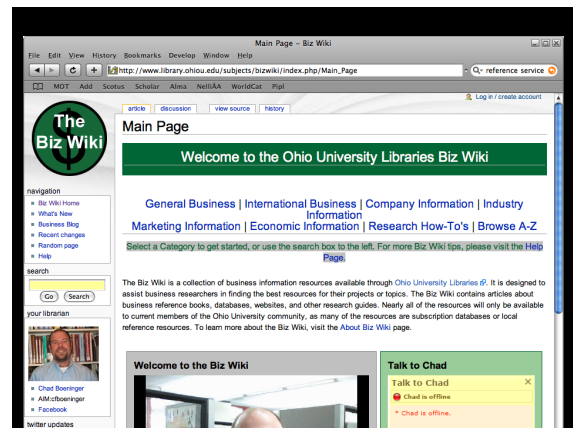 Main Page – Biz Wiki
File Edit View History Bookmarks Develop Window Help
http://www.library.ohiou.edu/subjects/bizwiki/index.php/Main_Page
reference service
MOT Add Scotus Scholar Alma NelliÄÄ WorldCat Pipl
Log in / create account
article discussion view source history
The
Biz Wiki
Main Page
Welcome to the Ohio University Libraries Biz Wiki
navigation
Biz Wiki Home
What's New
Business Blog
Recent changes
Random page
Help
search
Go Search
your librarian
Chad Boeninger
AIM:cfboeninger
Facebook
twitter updates
General Business | International Business | Company Information | Industry
Information
Marketing Information | Economic Information | Research How-To's | Browse A-Z
Select a Category to get started, or use the search box to the left. For more Biz Wiki tips, please visit the Help
Page.
The Biz Wiki is a collection of business information resources available through Ohio University Libraries. It is designed to
assist business researchers in finding the best resources for their projects or topics. The Biz Wiki contains articles about
business reference books, databases, websites, and other research guides. Nearly all of the resources will only be available
to current members of the Ohio University community, as many of the resources are subscription databases or local
reference resources. To learn more about the Biz Wiki, visit the About Biz Wiki page.
Welcome to the Biz Wiki
Talk to Chad
Talk to Chad
Chad is offline
* Chad is offline.